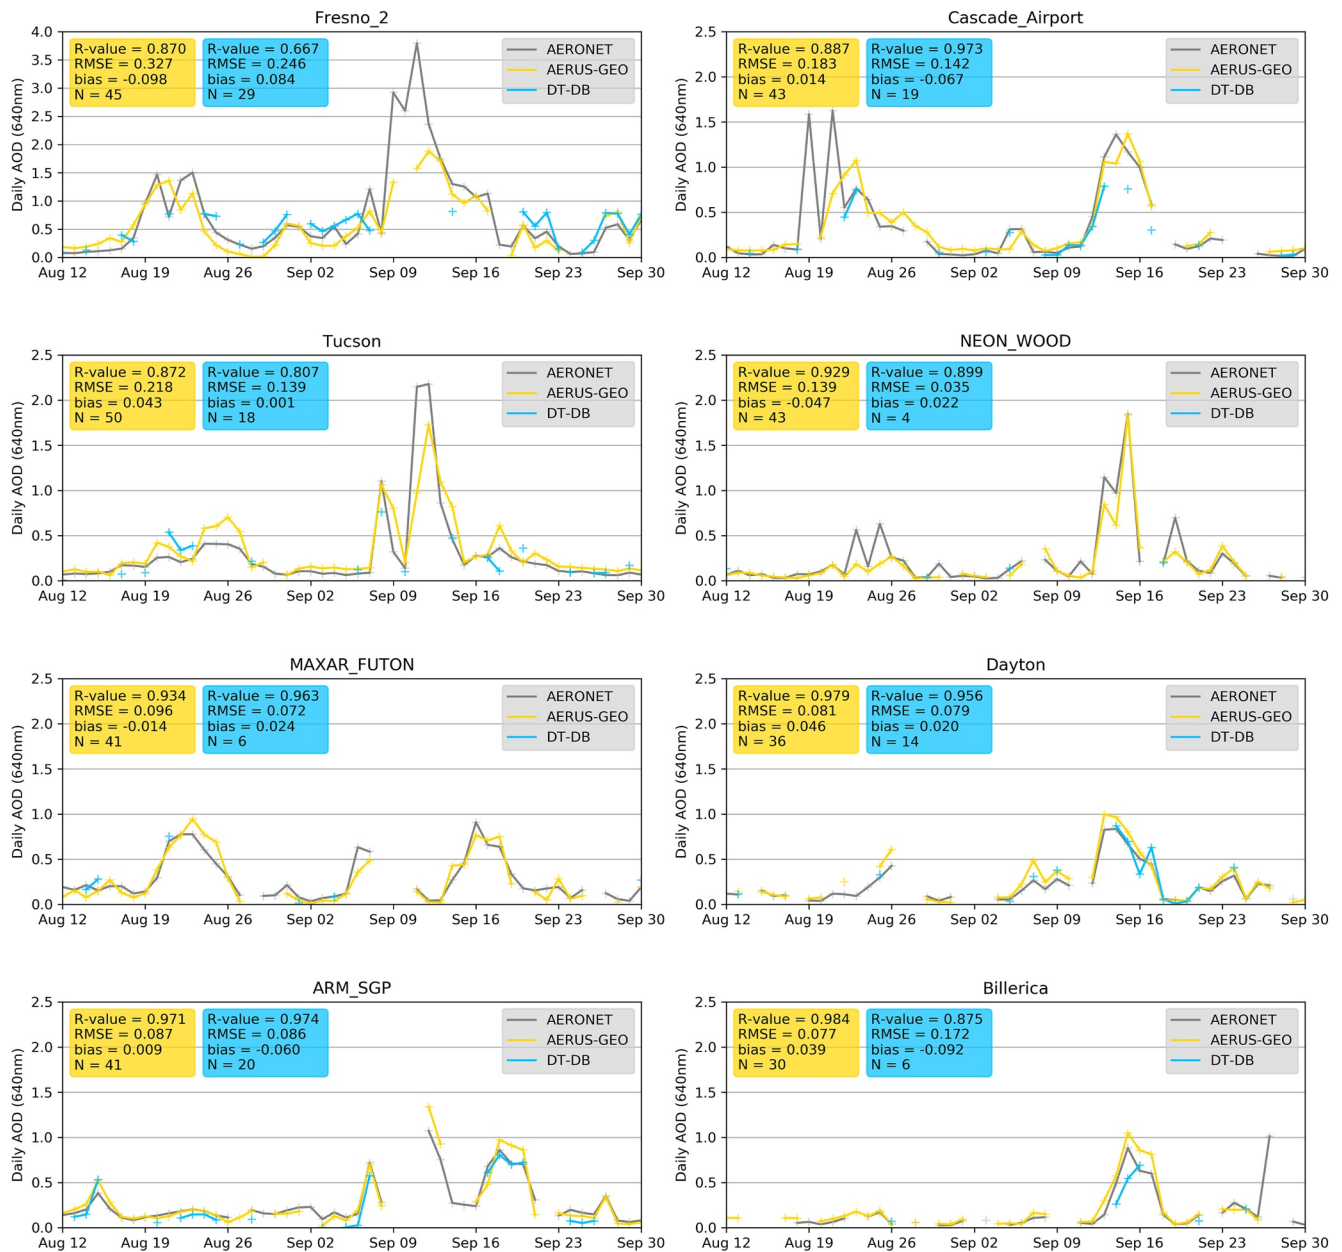 Fresno_2
R-value = 0.870
RMSE = 0.327
bias = -0.098
N = 45
R-value = 0.667
RMSE = 0.246
bias = 0.084
N = 29
AERONET
AERUS-GEO
DT-DB
Daily AOD (640nm)
4.0
3.5
3.0
2.5
2.0
1.5
1.0
0.5
0.0
Aug 12 Aug 19 Aug 26 Sep 02 Sep 09 Sep 16 Sep 23 Sep 30
Cascade_Airport
R-value = 0.887
RMSE = 0.183
bias = 0.014
N = 43
R-value = 0.973
RMSE = 0.142
bias = -0.067
N = 19
AERONET
AERUS-GEO
DT-DB
Daily AOD (640nm)
2.5
2.0
1.5
1.0
0.5
0.0
Aug 12 Aug 19 Aug 26 Sep 02 Sep 09 Sep 16 Sep 23 Sep 30
Tucson
R-value = 0.872
RMSE = 0.218
bias = 0.043
N = 50
R-value = 0.807
RMSE = 0.139
bias = 0.001
N = 18
AERONET
AERUS-GEO
DT-DB
Daily AOD (640nm)
2.5
2.0
1.5
1.0
0.5
0.0
Aug 12 Aug 19 Aug 26 Sep 02 Sep 09 Sep 16 Sep 23 Sep 30
NEON_WOOD
R-value = 0.929
RMSE = 0.139
bias = -0.047
N = 43
R-value = 0.899
RMSE = 0.035
bias = 0.022
N = 4
AERONET
AERUS-GEO
DT-DB
Daily AOD (640nm)
2.5
2.0
1.5
1.0
0.5
0.0
Aug 12 Aug 19 Aug 26 Sep 02 Sep 09 Sep 16 Sep 23 Sep 30
MAXAR_FUTON
R-value = 0.934
RMSE = 0.096
bias = -0.014
N = 41
R-value = 0.963
RMSE = 0.072
bias = 0.024
N = 6
AERONET
AERUS-GEO
DT-DB
Daily AOD (640nm)
2.5
2.0
1.5
1.0
0.5
0.0
Aug 12 Aug 19 Aug 26 Sep 02 Sep 09 Sep 16 Sep 23 Sep 30
Dayton
R-value = 0.979
RMSE = 0.081
bias = 0.046
N = 36
R-value = 0.956
RMSE = 0.079
bias = 0.020
N = 14
AERONET
AERUS-GEO
DT-DB
Daily AOD (640nm)
2.5
2.0
1.5
1.0
0.5
0.0
Aug 12 Aug 19 Aug 26 Sep 02 Sep 09 Sep 16 Sep 23 Sep 30
ARM_SGP
R-value = 0.971
RMSE = 0.087
bias = 0.009
N = 41
R-value = 0.974
RMSE = 0.086
bias = -0.060
N = 20
AERONET
AERUS-GEO
DT-DB
Daily AOD (640nm)
2.5
2.0
1.5
1.0
0.5
0.0
Aug 12 Aug 19 Aug 26 Sep 02 Sep 09 Sep 16 Sep 23 Sep 30
Billerica
R-value = 0.984
RMSE = 0.077
bias = 0.039
N = 30
R-value = 0.875
RMSE = 0.172
bias = -0.092
N = 6
AERONET
AERUS-GEO
DT-DB
Daily AOD (640nm)
2.5
2.0
1.5
1.0
0.5
0.0
Aug 12 Aug 19 Aug 26 Sep 02 Sep 09 Sep 16 Sep 23 Sep 30